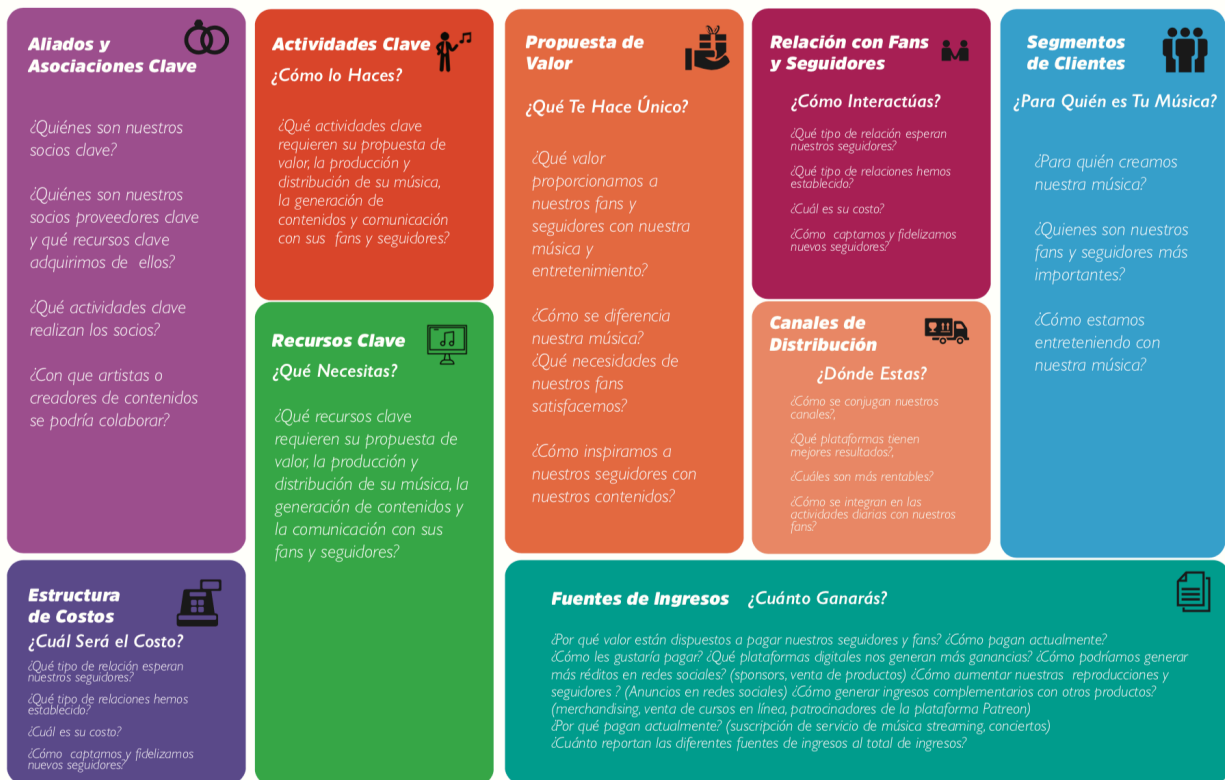 Aliados y
Asociaciones Clave
¿Quiénes son nuestros
socios clave?
¿Quiénes son nuestros
socios proveedores clave
y qué recursos clave
adquirimos de ellos?
¿Qué actividades clave
realizan los socios?
¿Con que artistas o
creadores de contenidos
se podría colaborar?
Actividades Clave
¿Cómo lo Haces?
¿Qué actividades clave
requieren su propuesta de
valor, la producción y
distribución de su música,
la generación de
contenidos y comunicación
con sus fans y seguidores?
Recursos Clave
¿Qué Necesitas?
¿Qué recursos clave
requieren su propuesta de
valor, la producción y
distribución de su música, la
generación de contenidos y
la comunicación con sus
fans y seguidores?
Propuesta de
Valor
¿Qué Te Hace Único?
¿Qué valor
proporcionamos a
nuestros fans y
seguidores con nuestra
música y
entretenimiento?
¿Cómo se diferencia
nuestra música?
¿Qué necesidades de
nuestros fans
satisfacemos?
¿Cómo inspiramos a
nuestros seguidores con
nuestros contenidos?
Relación con Fans
y Seguidores
¿Cómo Interactúas?
¿Qué tipo de relación esperan
nuestros seguidores?
¿Qué tipo de relaciones hemos
establecido?
¿Cuál es su costo?
¿Cómo captamos y fidelizamos
nuevos seguidores?
Canales de
Distribución
¿Dónde Estas?
¿Cómo se conjugan nuestros
canales?,
¿Qué plataformas tienen
mejores resultados?,
¿Cuáles son más rentables?
¿Cómo se integran en las
actividades diarias con nuestros
fans?
Segmentos
de Clientes
¿Para Quién es Tu Música?
¿Para quién creamos
nuestra música?
¿Quienes son nuestros
fans y seguidores más
importantes?
¿Cómo estamos
entreteniendo con
nuestra música?
Estructura
de Costos
¿Cuál Será el Costo?
¿Qué tipo de relación esperan
nuestros seguidores?
¿Qué tipo de relaciones hemos
establecido?
¿Cuál es su costo?
¿Cómo captamos y fidelizamos
nuevos seguidores?
Fuentes de Ingresos ¿Cuánto Ganarás?
¿Por qué valor están dispuestos a pagar nuestros seguidores y fans? ¿Cómo pagan actualmente?
¿Cómo les gustaría pagar? ¿Qué plataformas digitales nos generan más ganancias? ¿Cómo podríamos generar
más réditos en redes sociales? (sponsors, venta de productos) ¿Cómo aumentar nuestras reproducciones y
seguidores ? (Anuncios en redes sociales) ¿Cómo generar ingresos complementarios con otros productos?
(merchandising, venta de cursos en línea, patrocinadores de la plataforma Patreon)
¿Por qué pagan actualmente? (suscripción de servicio de música streaming, conciertos)
¿Cuánto reportan las diferentes fuentes de ingresos al total de ingresos?